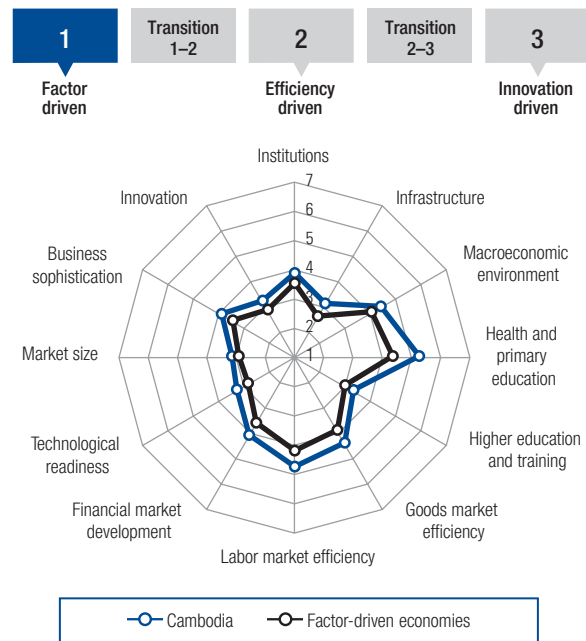 1
Transition
1–2
2
Transition
2–3
3
Factor
driven
Efficiency
driven
Innovation
driven
Institutions
Infrastructure
Macroeconomic
environment
Health and
primary
education
Higher education
and training
Goods market
efficiency
Labor market efficiency
Financial market
development
Technological
readiness
Market size
Business
sophistication
Innovation
7
6
5
4
3
2
1
Cambodia
Factor-driven economies